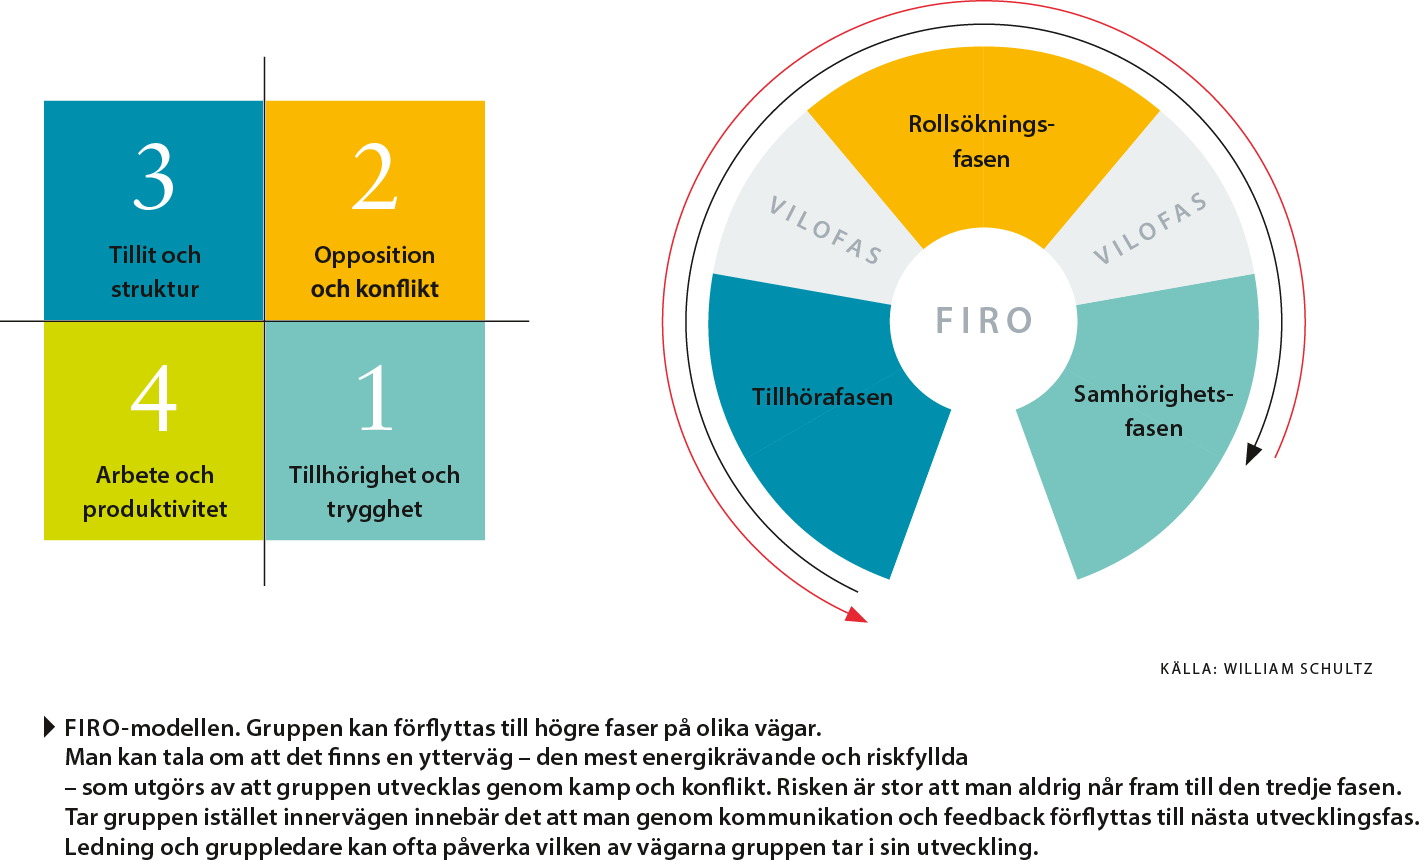 3
Tillit och
struktur
2
Opposition
och konflikt
4
Arbete och
produktivitet
1
Tillhörighet och
trygghet
Rollsöknings-
fasen
VILOFAS
VILOFAS
FIRO
Tillhörafasen
Samhörighets-
fasen
KÄLLA: WILLIAM SCHULTZ
FIRO-modellen. Gruppen kan förflyttas till högre faser på olika vägar.
Man kan tala om att det finns en ytterväg – den mest energikrävande och riskfyllda
– som utgörs av att gruppen utvecklas genom kamp och konflikt. Risken är stor att man aldrig når fram till den tredje fasen.
Tar gruppen istället innervägen innebär det att man genom kommunikation och feedback förflyttas till nästa utvecklingsfas.
Ledning och gruppledare kan ofta påverka vilken av vägarna gruppen tar i sin utveckling.